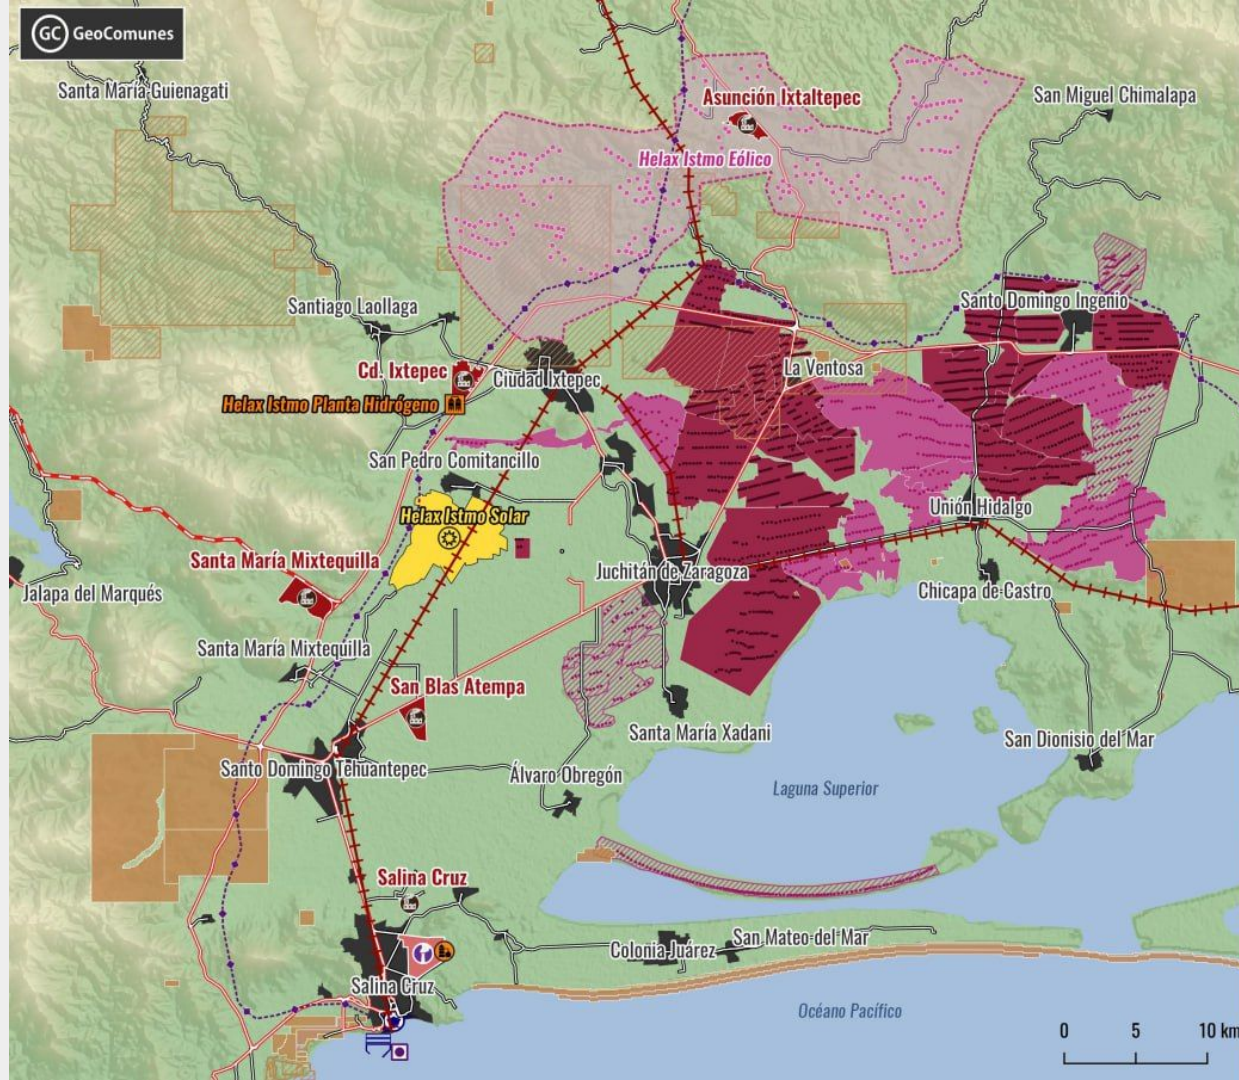 GC GeoComunes
Santa María Guienagati
Asunción Ixtaltepec
San Miguel Chimalapa
Helax Istmo Eólico
Santiago Laollaga
Santo Domingo Ingenio
Cd. Ixtepec
Ciudad Ixtepec
La Ventosa
Helax Istmo Planta Hidrógeno
San Pedro Comitancillo
Helax Istmo Solar
Unión Hidalgo
Santa María Mixtequilla
Juchitán de Zaragoza
Jalapa del Marqués
Chicapa de Castro
Santa María Mixtequilla
San Blas Atempa
Santa María Xadani
San Dionisio del Mar
Santo Domingo Tehuantepec
Álvaro Obregón
Laguna Superior
Salina Cruz
Colonia Juárez
San Mateo del Mar
Salina Cruz
Océano Pacífico
0 5 10 km